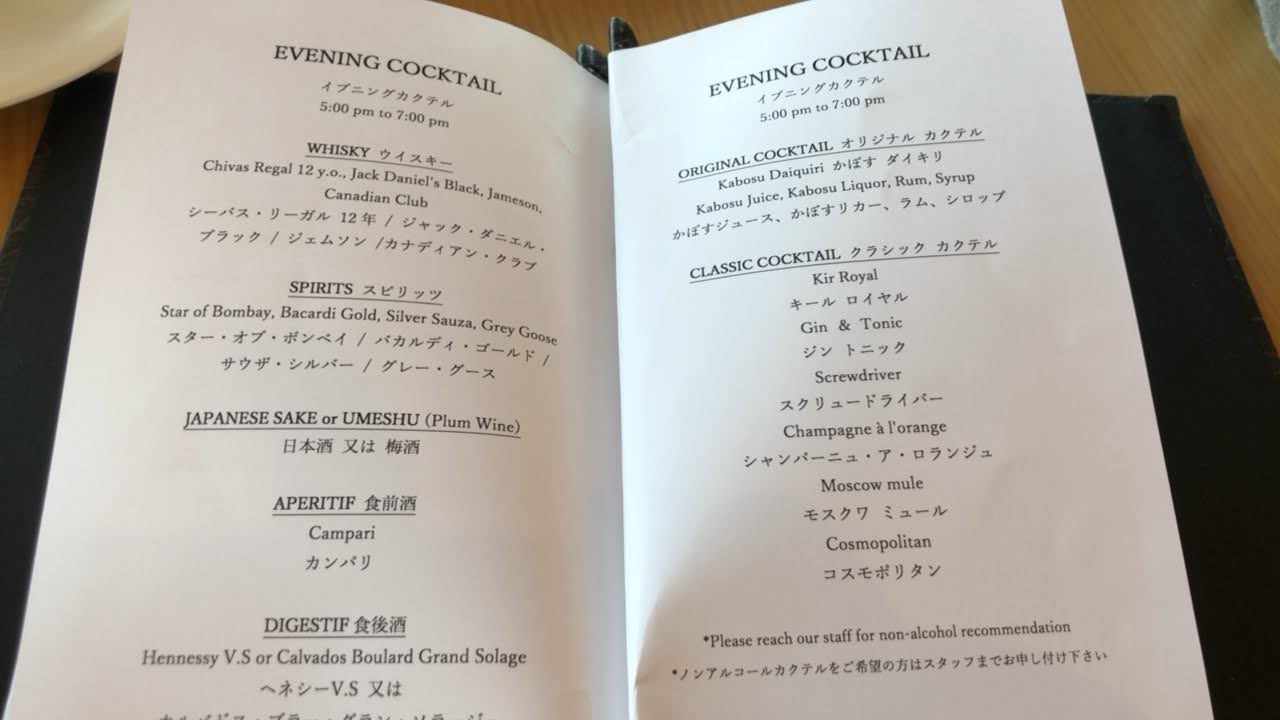 EVENING COCKTAIL
イブニングカクテル
5:00 pm to 7:00 pm
WHISKY ウイスキー
Chivas Regal 12 y.o., Jack Daniel's Black, Jameson,
Canadian Club
シーバス・リーガル 12年 / ジャック・ダニエル・
ブラック / ジェムソン /カナディアン・クラブ
SPIRITS スピリッツ
Star of Bombay, Bacardi Gold, Silver Sauza, Grey Goose
スター・オブ・ボンベイ / バカルディ・ゴールド /
サウザ・シルバー / グレー・グース
JAPANESE SAKE or UMESHU (Plum Wine)
日本酒 又は 梅酒
APERITIF 食前酒
Campari
カンパリ
DIGESTIF 食後酒
Hennessy V.S or Calvados Boulard Grand Solage
ヘネシーV.S 又は
EVENING COCKTAIL
イブニングカクテル
5:00 pm to 7:00 pm
ORIGINAL COCKTAIL オリジナル カクテル
Kabosu Daiquiri かぼす ダイキリ
Kabosu Juice, Kabosu Liquor, Rum, Syrup
かぼすジュース、かぼすリカー、ラム、シロップ
CLASSIC COCKTAIL クラシック カクテル
Kir Royal
キール ロイヤル
Gin & Tonic
ジン トニック
Screwdriver
スクリュードライバー
Champagne à l'orange
シャンパーニュ・ア・ロランジュ
Moscow mule
モスクワ ミュール
Cosmopolitan
コスモポリタン
*Please reach our staff for non-alcohol recommendation
*ノンアルコールカクテルをご希望の方はスタッフまでお申し付け下さい